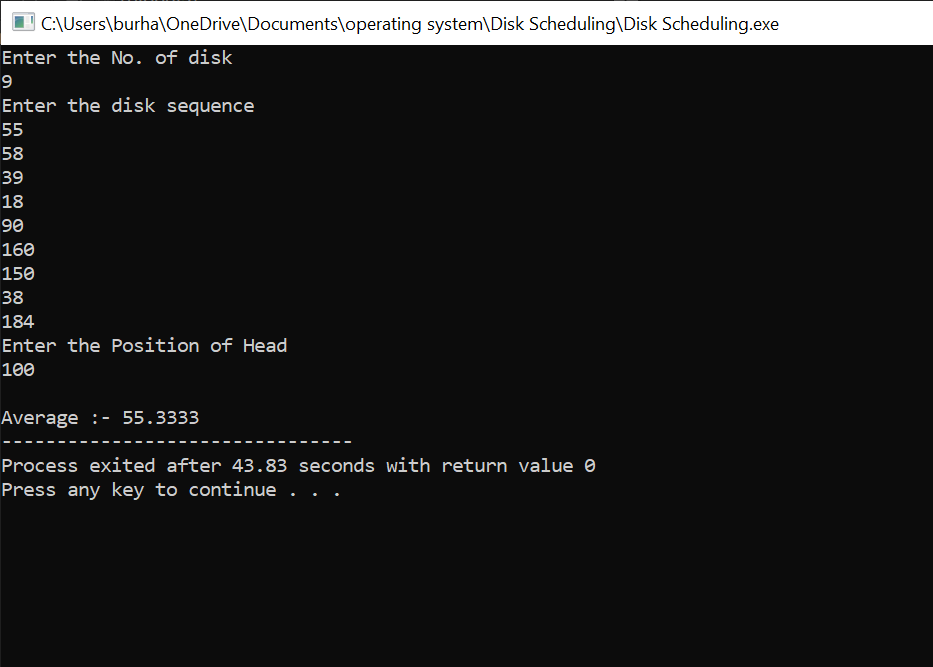 C:\Users\burha\OneDrive\Documents\operating system\Disk Scheduling\Disk Scheduling.exe
Enter the No. of disk
9
Enter the disk sequence
55
58
39
18
90
160
150
38
184
Enter the Position of Head
100
Average :- 55.3333
--------------------------------
Process exited after 43.83 seconds with return value 0
Press any key to continue . . .